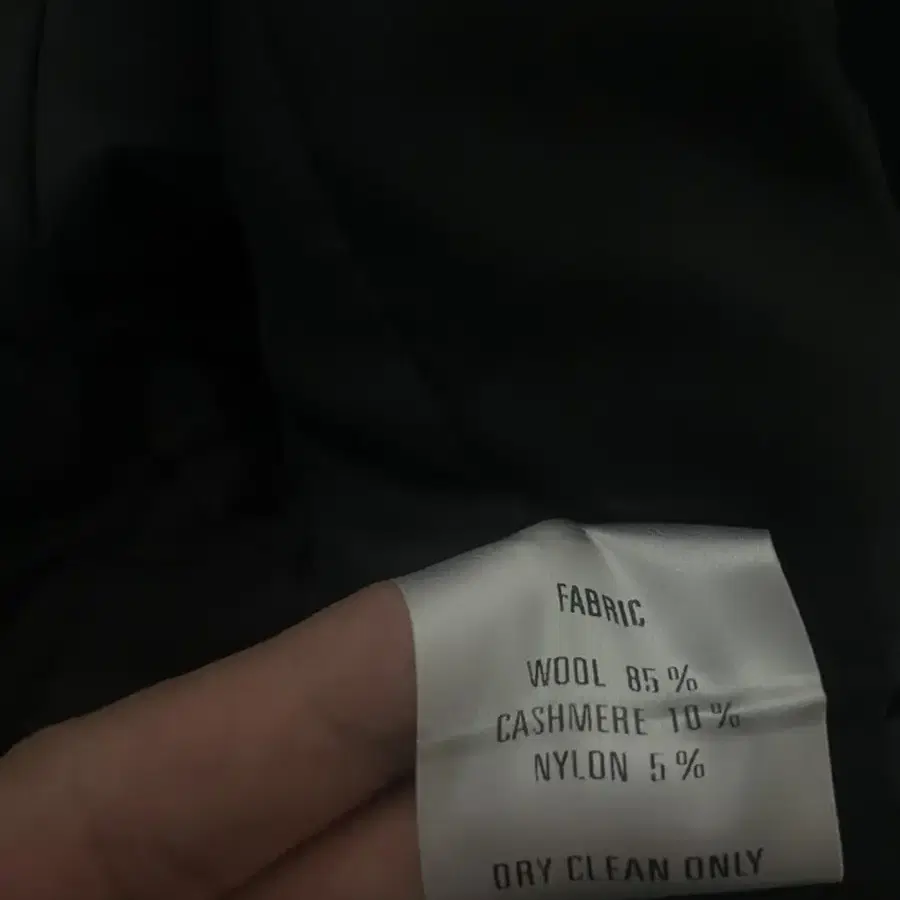 FABRIC
WOOL 85%
CASHMERE 10%
NYLON 5%
DRY CLEAN ONLY